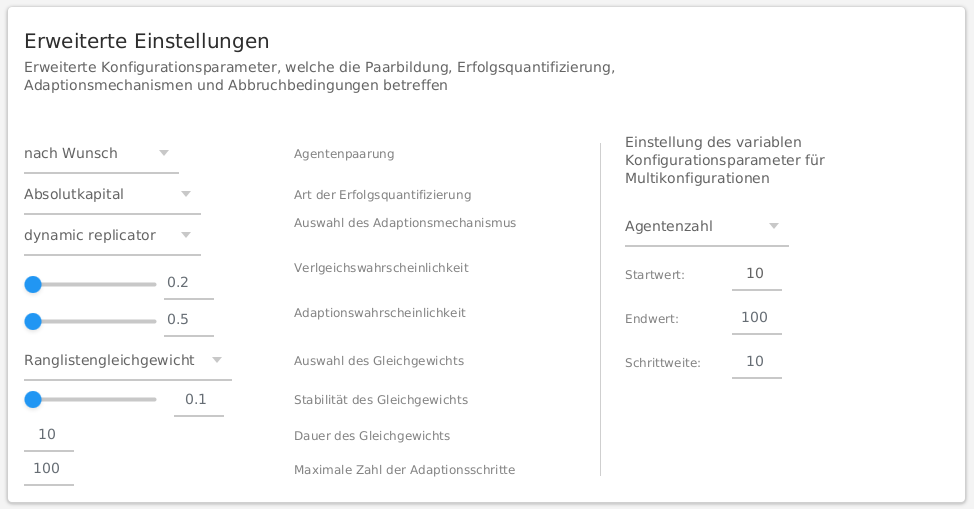 Erweiterte Einstellungen
Erweiterte Konfigurationsparameter, welche die Paarbildung, Erfolgsquantifizierung,
Adaptionsmechanismen und Abbruchbedingungen betreffen
nach Wunsch Agentenpaarung
Absolutkapital Art der Erfolgsquantifizierung
dynamic replicator Auswahl des Adaptionsmechanismus
0.2 Verlgeichswahrscheinlichkeit
0.5 Adaptionswahrscheinlichkeit
Ranglistengleichgewicht Auswahl des Gleichgewichts
0.1 Stabilität des Gleichgewichts
10 Dauer des Gleichgewichts
100 Maximale Zahl der Adaptionsschritte
Einstellung des variablen
Konfigurationsparameter für
Multikonfigurationen
Agentenzahl
Startwert: 10
Endwert: 100
Schrittweite: 10